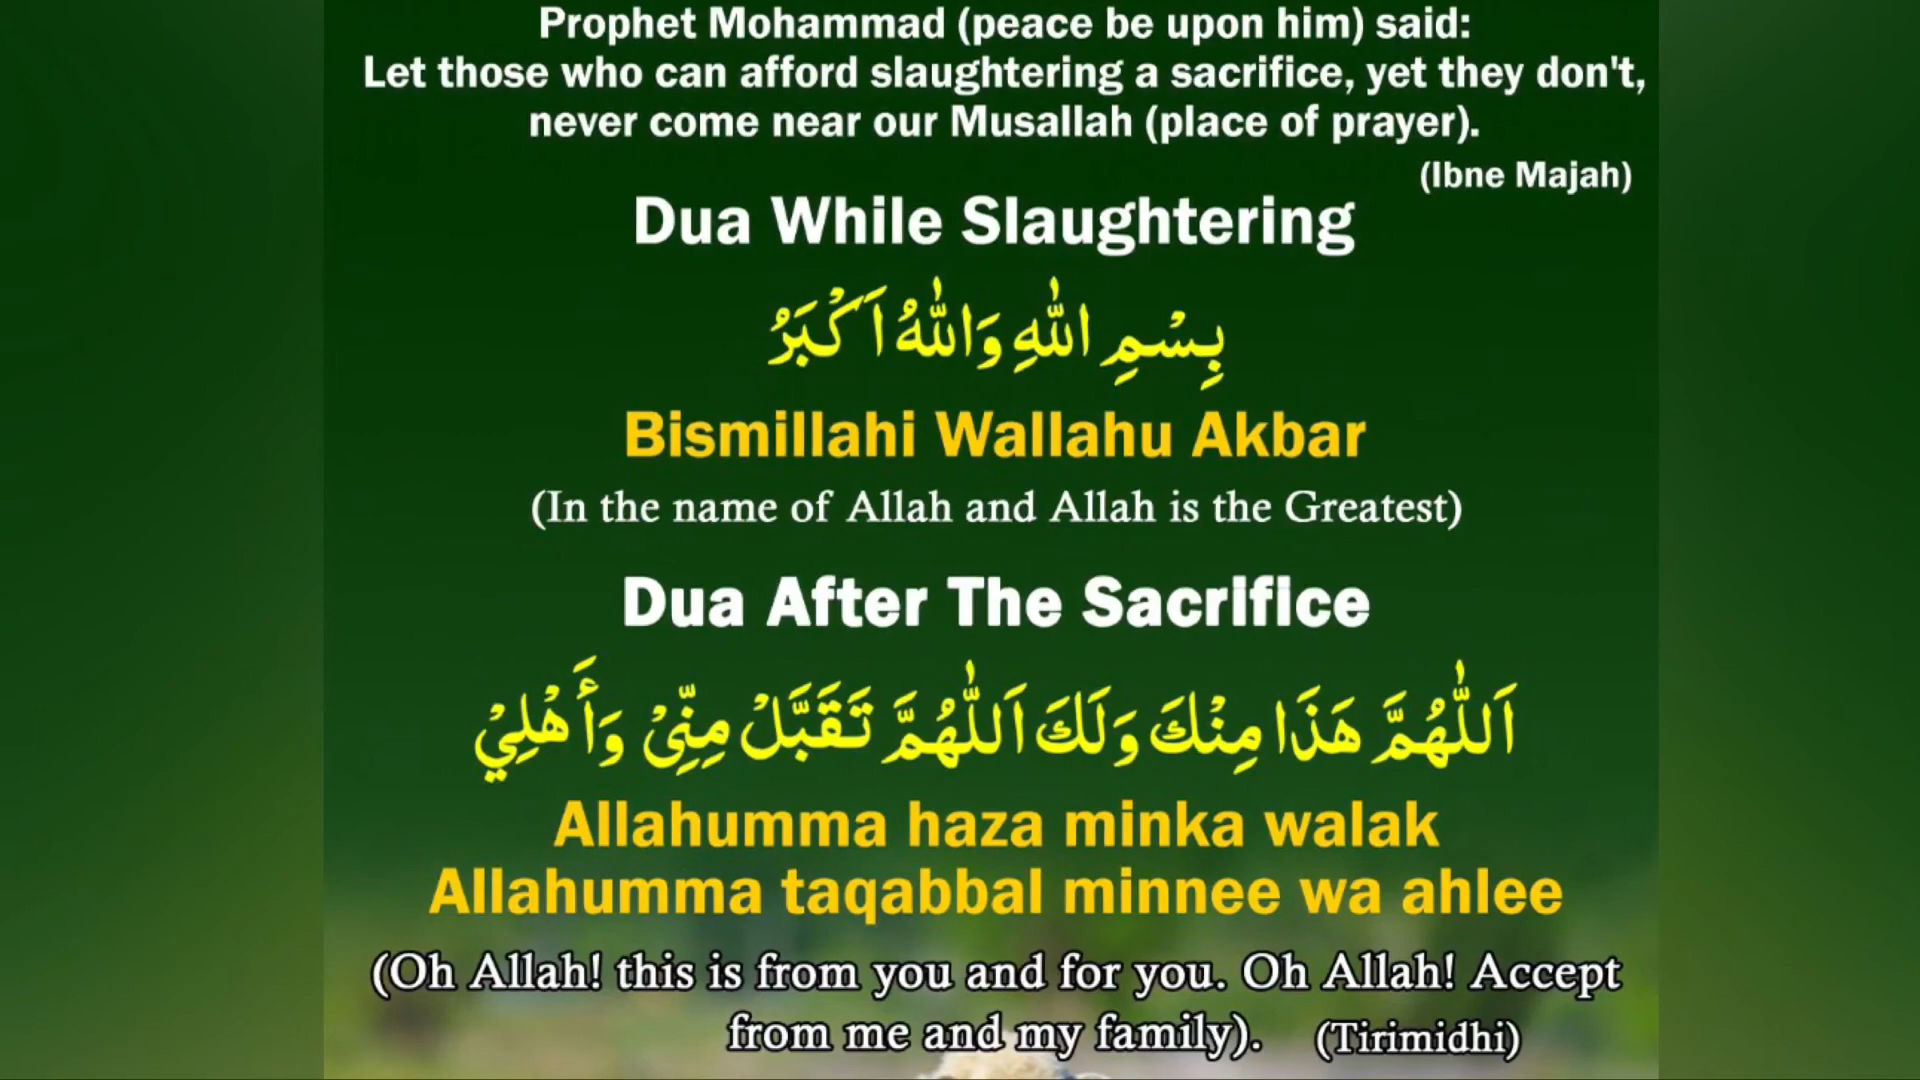 Prophet Mohammad (peace be upon him) said:
Let those who can afford slaughtering a sacrifice, yet they don't,
never come near our Musallah (place of prayer).
(Ibne Majah)
Dua While Slaughtering
بِسْمِ اللّٰهِ وَاللّٰهُ اَكْبَرُ
Bismillahi Wallahu Akbar
(In the name of Allah and Allah is the Greatest)
Dua After The Sacrifice
اَللّٰهُمَّ هَذَا مِنْكَ وَلَكَ اَللّٰهُمَّ تَقَبَّلْ مِنِّىْ وَأَهْلِيْ
Allahumma haza minka walak
Allahumma taqabbal minnee wa ahlee
(Oh Allah! this is from you and for you. Oh Allah! Accept
from me and my family). (Tirimidhi)